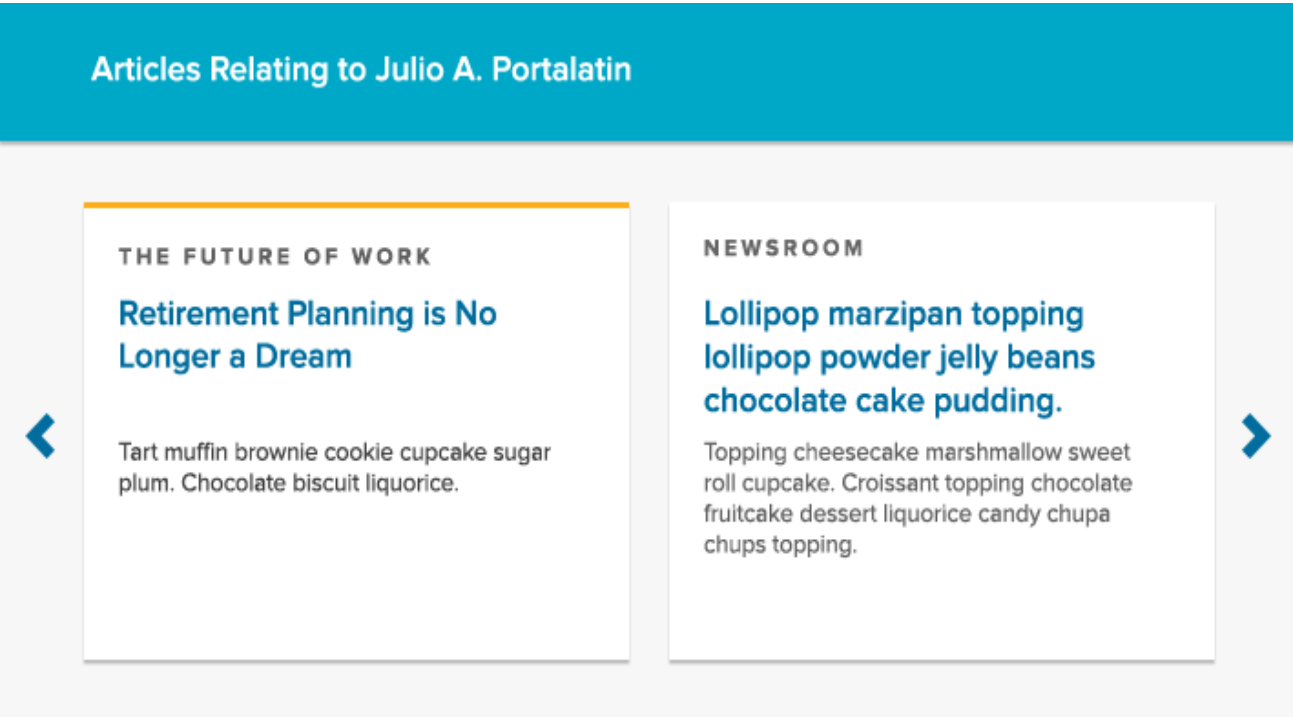 Articles Relating to Julio A. Portalatin
THE FUTURE OF WORK
Retirement Planning is No
Longer a Dream
Tart muffin brownie cookie cupcake sugar
plum. Chocolate biscuit liquorice.
NEWSROOM
Lollipop marzipan topping
lollipop powder jelly beans
chocolate cake pudding.
Topping cheesecake marshmallow sweet
roll cupcake. Croissant topping chocolate
fruitcake dessert liquorice candy chupa
chups topping.